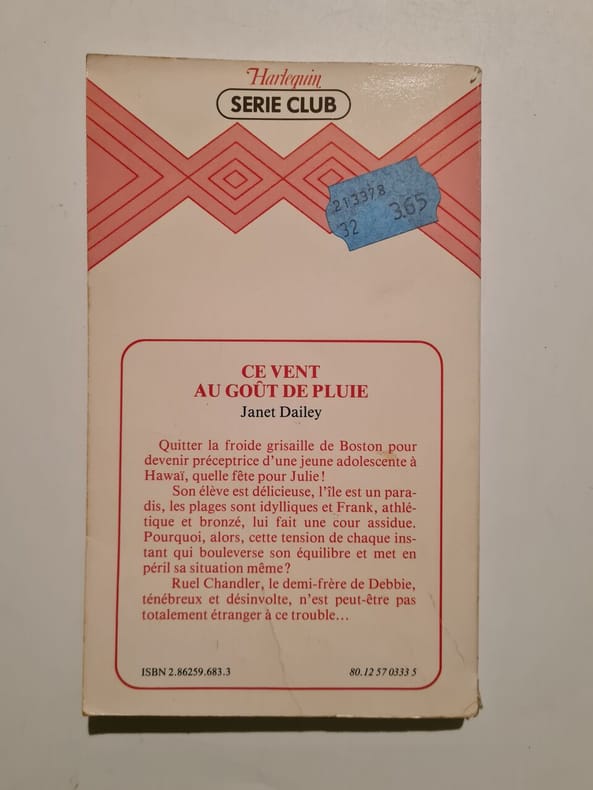 Harlequin
SERIE CLUB
213378
32 3.65
CE VENT
AU GOÛT DE PLUIE
Janet Dailey
Quitter la froide grisaille de Boston pour
devenir préceptrice d'une jeune adolescente à
Hawaï, quelle fête pour Julie !
Son élève est délicieuse, l'île est un para-
dis, les plages sont idylliques et Frank, athlé-
tique et bronzé, lui fait une cour assidue.
Pourquoi, alors, cette tension de chaque ins-
tant qui bouleverse son équilibre et met en
péril sa situation même ?
Ruel Chandler, le demi-frère de Debbie,
ténébreux et désinvolte, n'est peut-être pas
totalement étranger à ce trouble...
ISBN 2.86259.683.3 80.12 57 0333 5